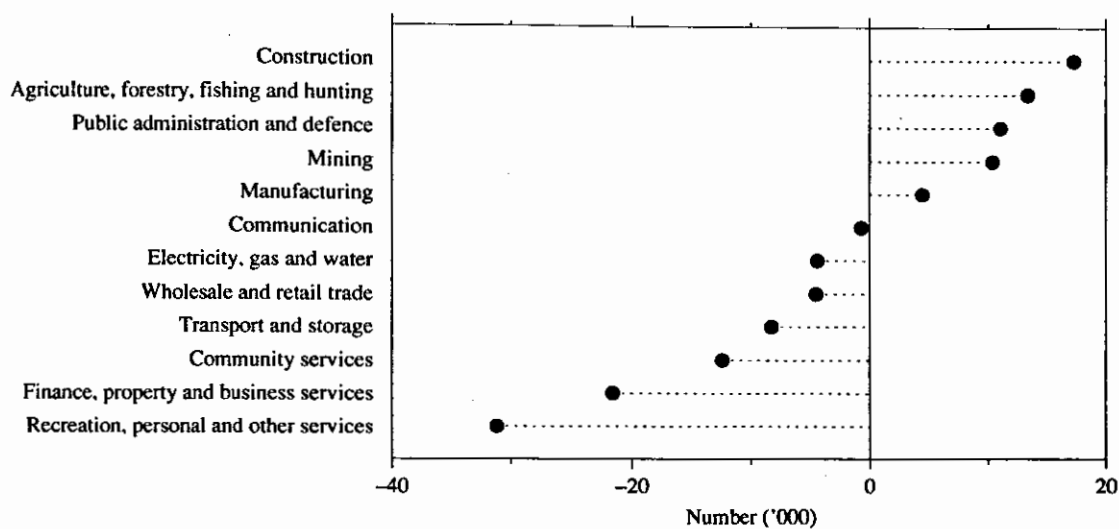 Construction
Agriculture, forestry, fishing and hunting
Public administration and defence
Mining
Manufacturing
Communication
Electricity, gas and water
Wholesale and retail trade
Transport and storage
Community services
Finance, property and business services
Recreation, personal and other services
–40 –20 0 20
Number ('000)